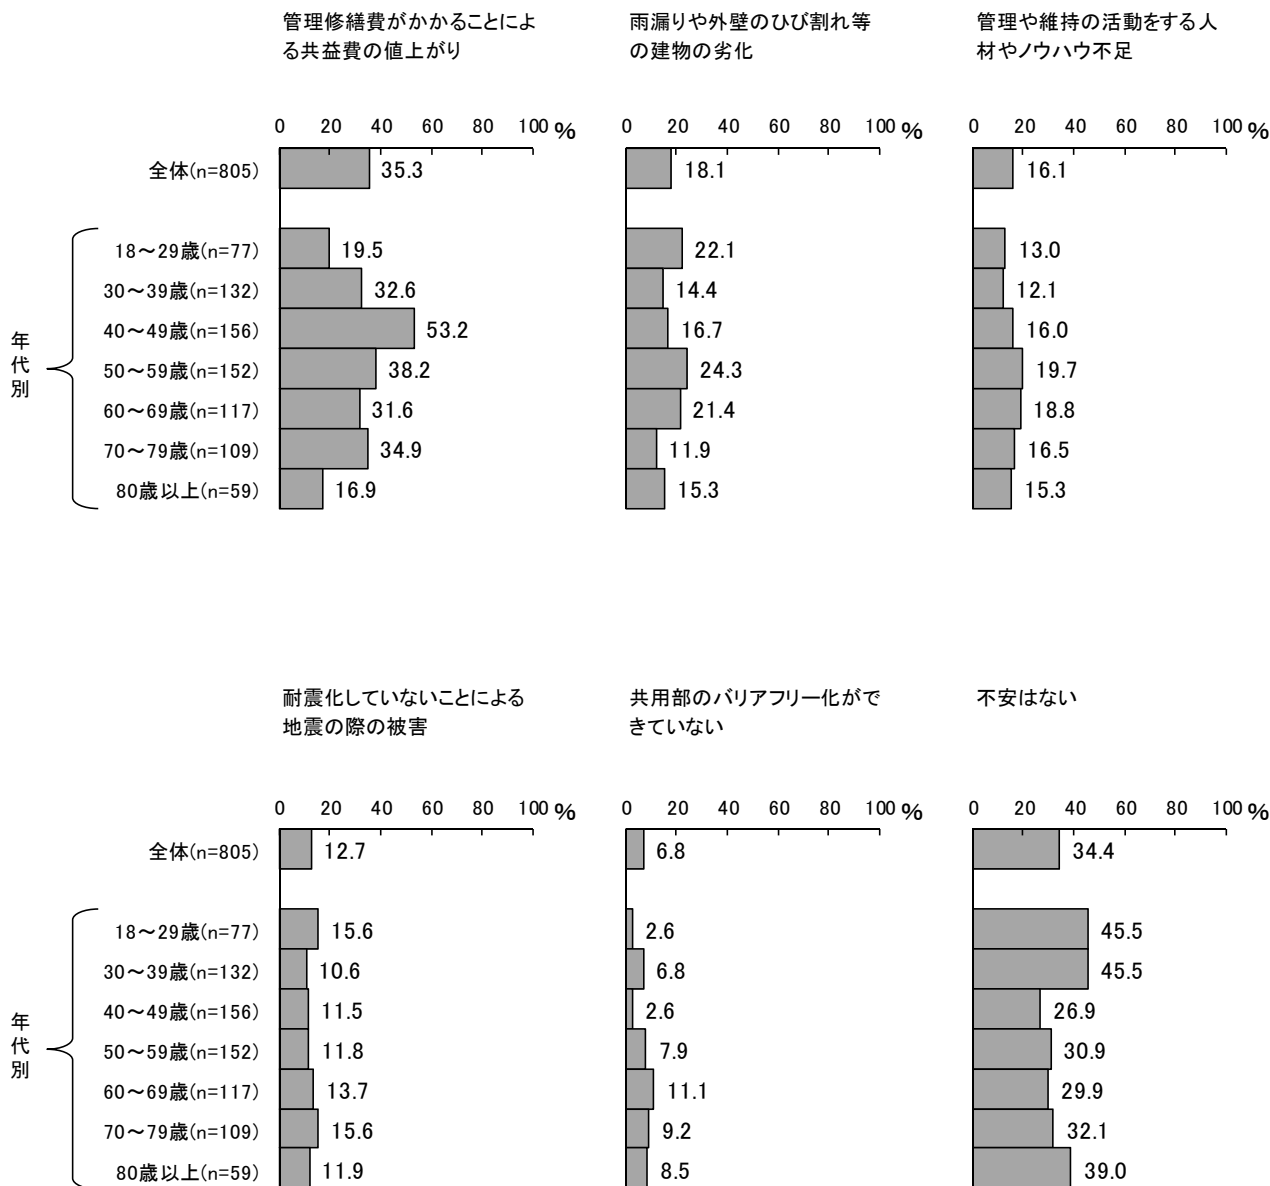 管理修繕費がかかることによ
る共益費の値上がり
雨漏りや外壁のひび割れ等
の建物の劣化
管理や維持の活動をする人
材やノウハウ不足
0 20 40 60 80 100 %
0 20 40 60 80 100 %
0 20 40 60 80 100 %
全体(n=805) 35.3 18.1 16.1
年代別
18～29歳(n=77) 19.5 22.1 13.0
30～39歳(n=132) 32.6 14.4 12.1
40～49歳(n=156) 53.2 16.7 16.0
50～59歳(n=152) 38.2 24.3 19.7
60～69歳(n=117) 31.6 21.4 18.8
70～79歳(n=109) 34.9 11.9 16.5
80歳以上(n=59) 16.9 15.3 15.3
耐震化していないことによる
地震の際の被害
共用部のバリアフリー化がで
きていない
不安はない
0 20 40 60 80 100 %
0 20 40 60 80 100 %
0 20 40 60 80 100 %
全体(n=805) 12.7 6.8 34.4
年代別
18～29歳(n=77) 15.6 2.6 45.5
30～39歳(n=132) 10.6 6.8 45.5
40～49歳(n=156) 11.5 2.6 26.9
50～59歳(n=152) 11.8 7.9 30.9
60～69歳(n=117) 13.7 11.1 29.9
70～79歳(n=109) 15.6 9.2 32.1
80歳以上(n=59) 11.9 8.5 39.0